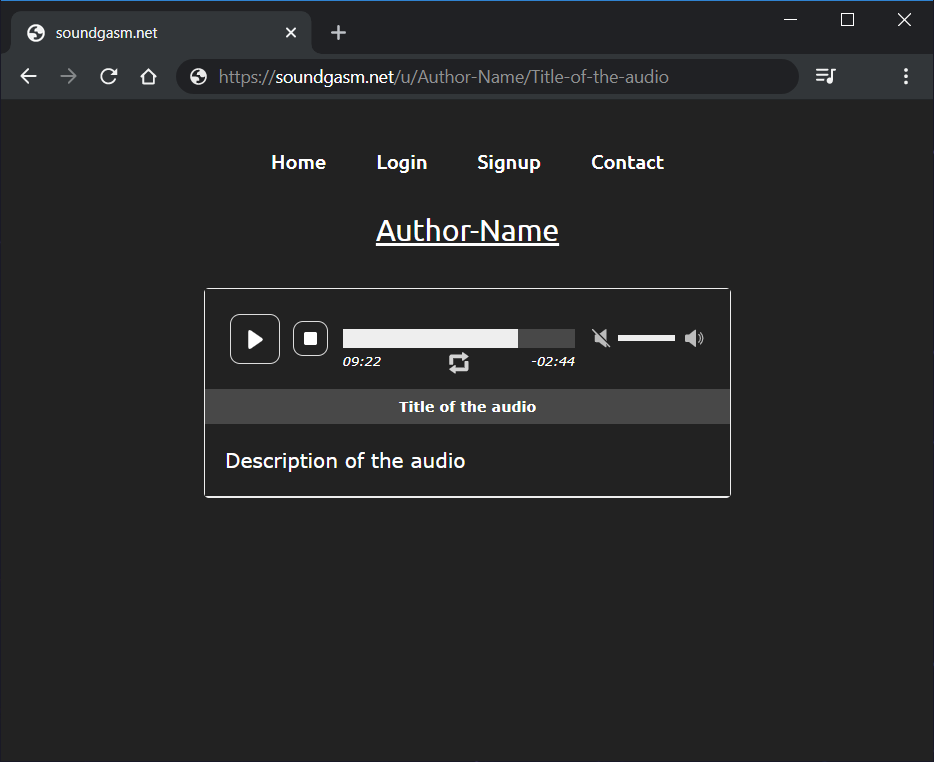 soundgasm.net
https://soundgasm.net/u/Author-Name/Title-of-the-audio
Home Login Signup Contact
Author-Name
09:22 -02:44
Title of the audio
Description of the audio